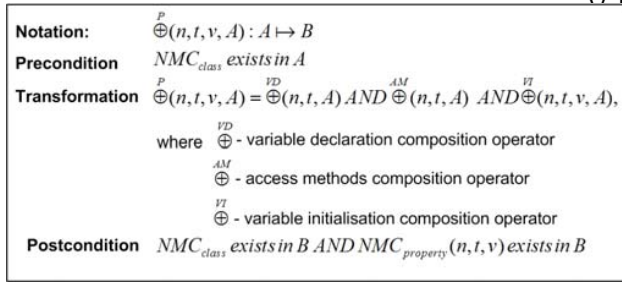 Notation: P⊕(n,t,v,A) : A ↦ B
Precondition NMC_class exists in A
Transformation P⊕(n,t,v,A) = VD⊕(n,t,A) AND AM⊕(n,t,A) AND VI⊕(n,t,v,A),
where VD⊕ - variable declaration composition operator
AM⊕ - access methods composition operator
VI⊕ - variable initialisation composition operator
Postcondition NMC_class exists in B AND NMC_property(n,t,v) exists in B